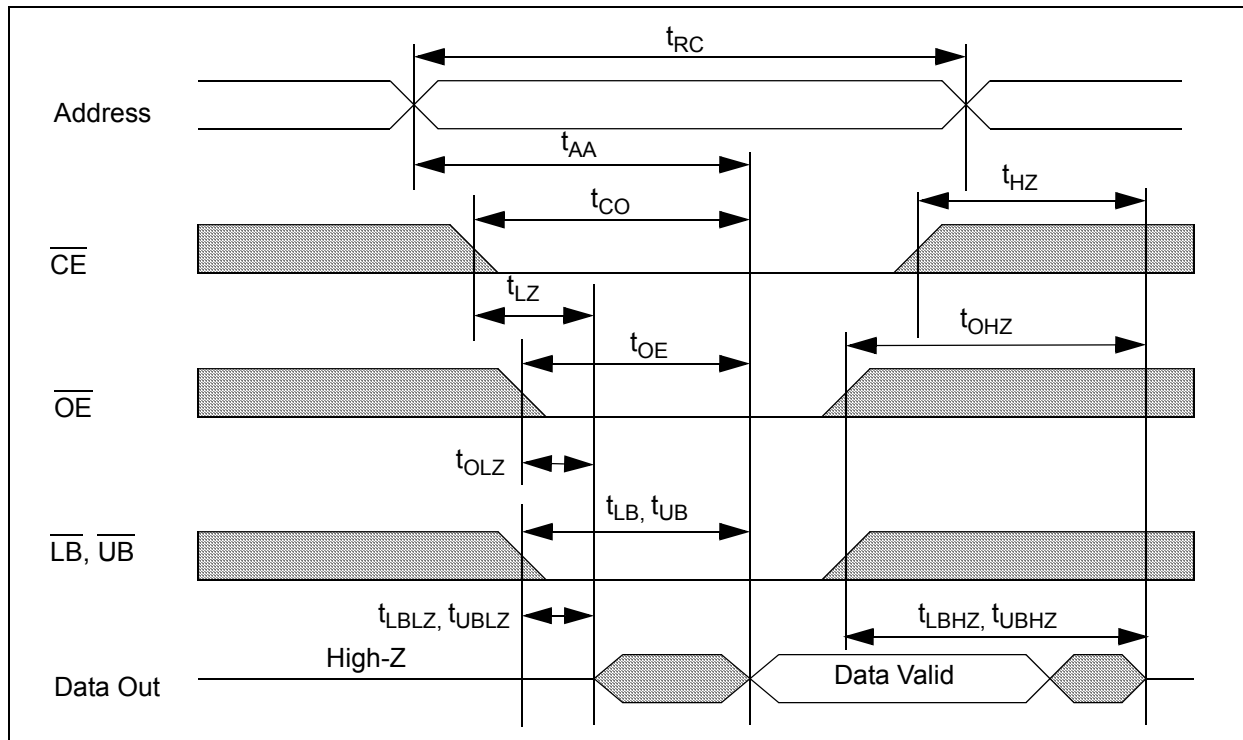 tRC
Address
tAA
tHZ
tCO
CE
tLZ
tOHZ
tOE
OE
tOLZ
tLB, tUB
LB, UB
tLBLZ, tUBLZ
tLBHZ, tUBHZ
High-Z
Data Valid
Data Out